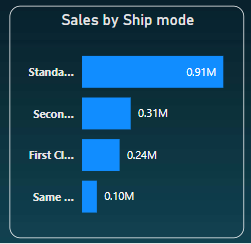 Sales by Ship mode
Standa... 0.91M
Secon... 0.31M
First Cl... 0.24M
Same ... 0.10M